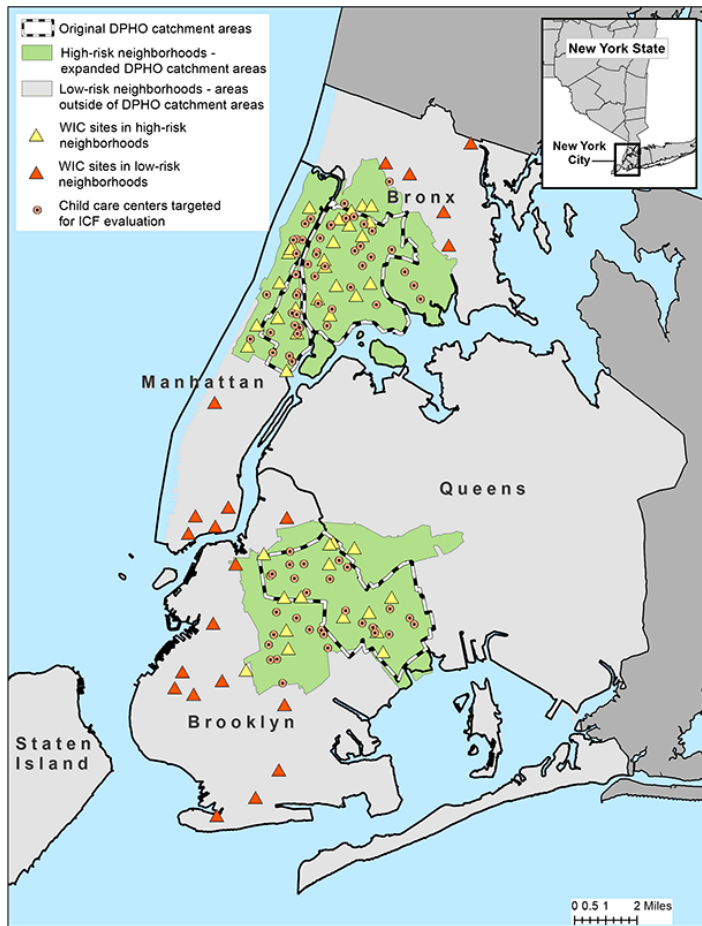 Original DPHO catchment areas
High-risk neighborhoods -
expanded DPHO catchment areas
Low-risk neighborhoods - areas
outside of DPHO catchment areas
WIC sites in high-risk
neighborhoods
WIC sites in low-risk
neighborhoods
Child care centers targeted
for ICF evaluation
New York State
New York
City
Bronx
Manhattan
Queens
Brooklyn
Staten
Island
0 0.5 1 2 Miles